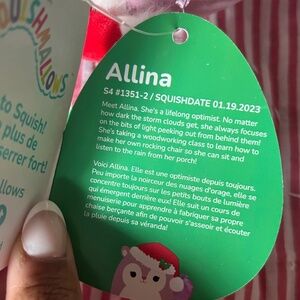 SQUISHMALLOWS
to Squish!
plus de
serrer fort!
llows
Allina
S4 #1351-2 / SQUISHDATE 01.19.2023
Meet Allina. She's a lifelong optimist. No matter
how dark the storm clouds get, she always focuses
on the bits of light peeking out from behind them!
She's taking a woodworking class to learn how to
make her own rocking chair so she can sit and
listen to the rain from her porch!
Voici Allina. Elle est une optimiste depuis toujours.
Peu importe la noirceur des nuages d'orage, elle se
concentre toujours sur les petits bouts de lumière
qui émergent derrière eux! Elle suit un cours de
menuiserie pour apprendre à fabriquer sa propre
chaise berçante afin de pouvoir s'asseoir et écouter
la pluie depuis sa véranda!